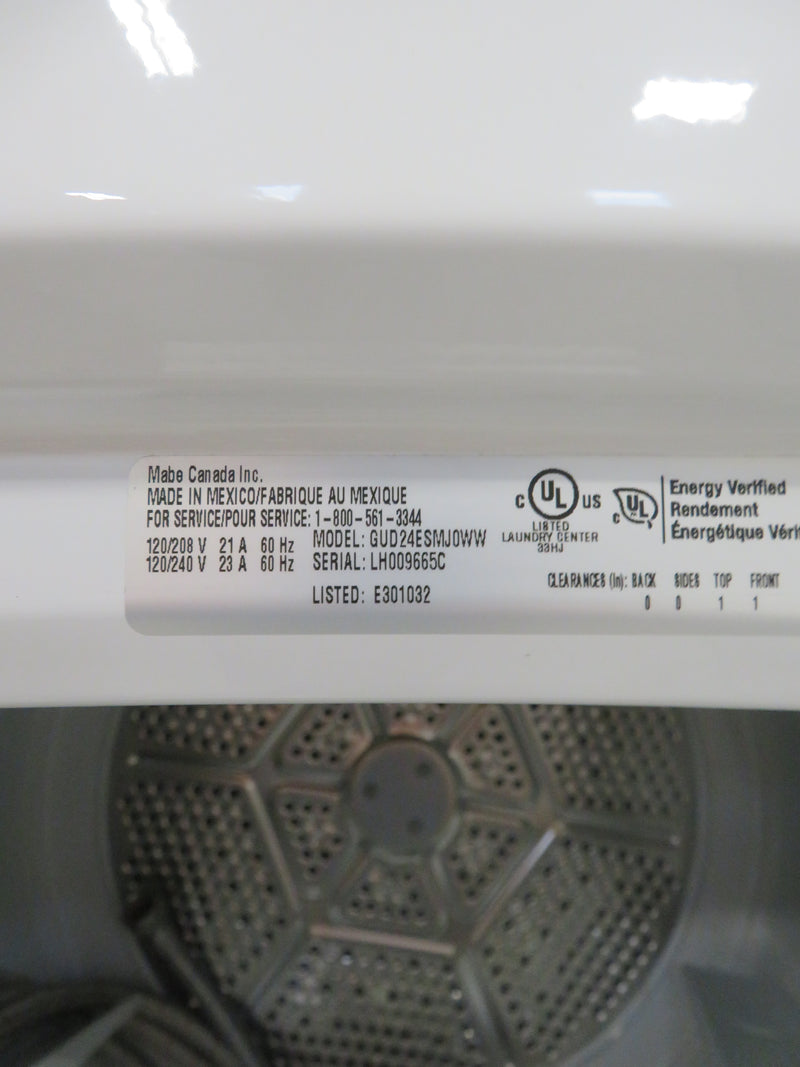 Mabe Canada Inc.
MADE IN MEXICO/FABRIQUE AU MEXIQUE
FOR SERVICE/POUR SERVICE: 1-800-561-3344
120/208 V 21 A 60 Hz
120/240 V 23 A 60 Hz
MODEL: GUD24ESMJ0WW
SERIAL: LH009665C
LISTED: E301032
C UL US
LISTED
LAUNDRY CENTER
33HJ
C UL
Energy Verified
Rendement
Énergétique Véri
CLEARANCES (in): BACK SIDES TOP FRONT
0 0 1 1